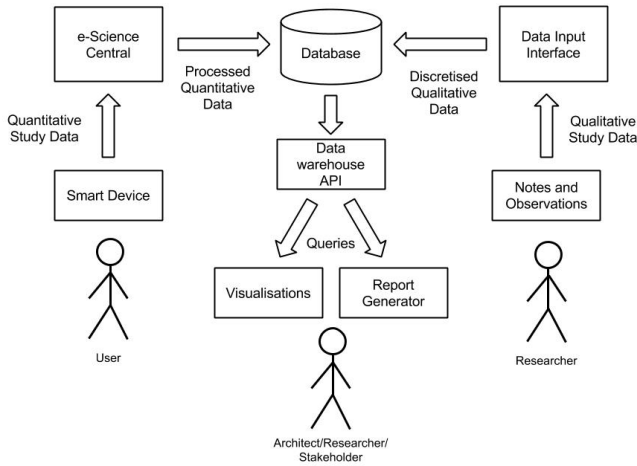 e-Science
Central
Database
Data Input
Interface
Processed
Quantitative
Data
Discretised
Qualitative
Data
Quantitative
Study Data
Qualitative
Study Data
Data
warehouse
API
Smart Device
Notes and
Observations
Queries
Visualisations
Report
Generator
User
Researcher
Architect/Researcher/
Stakeholder